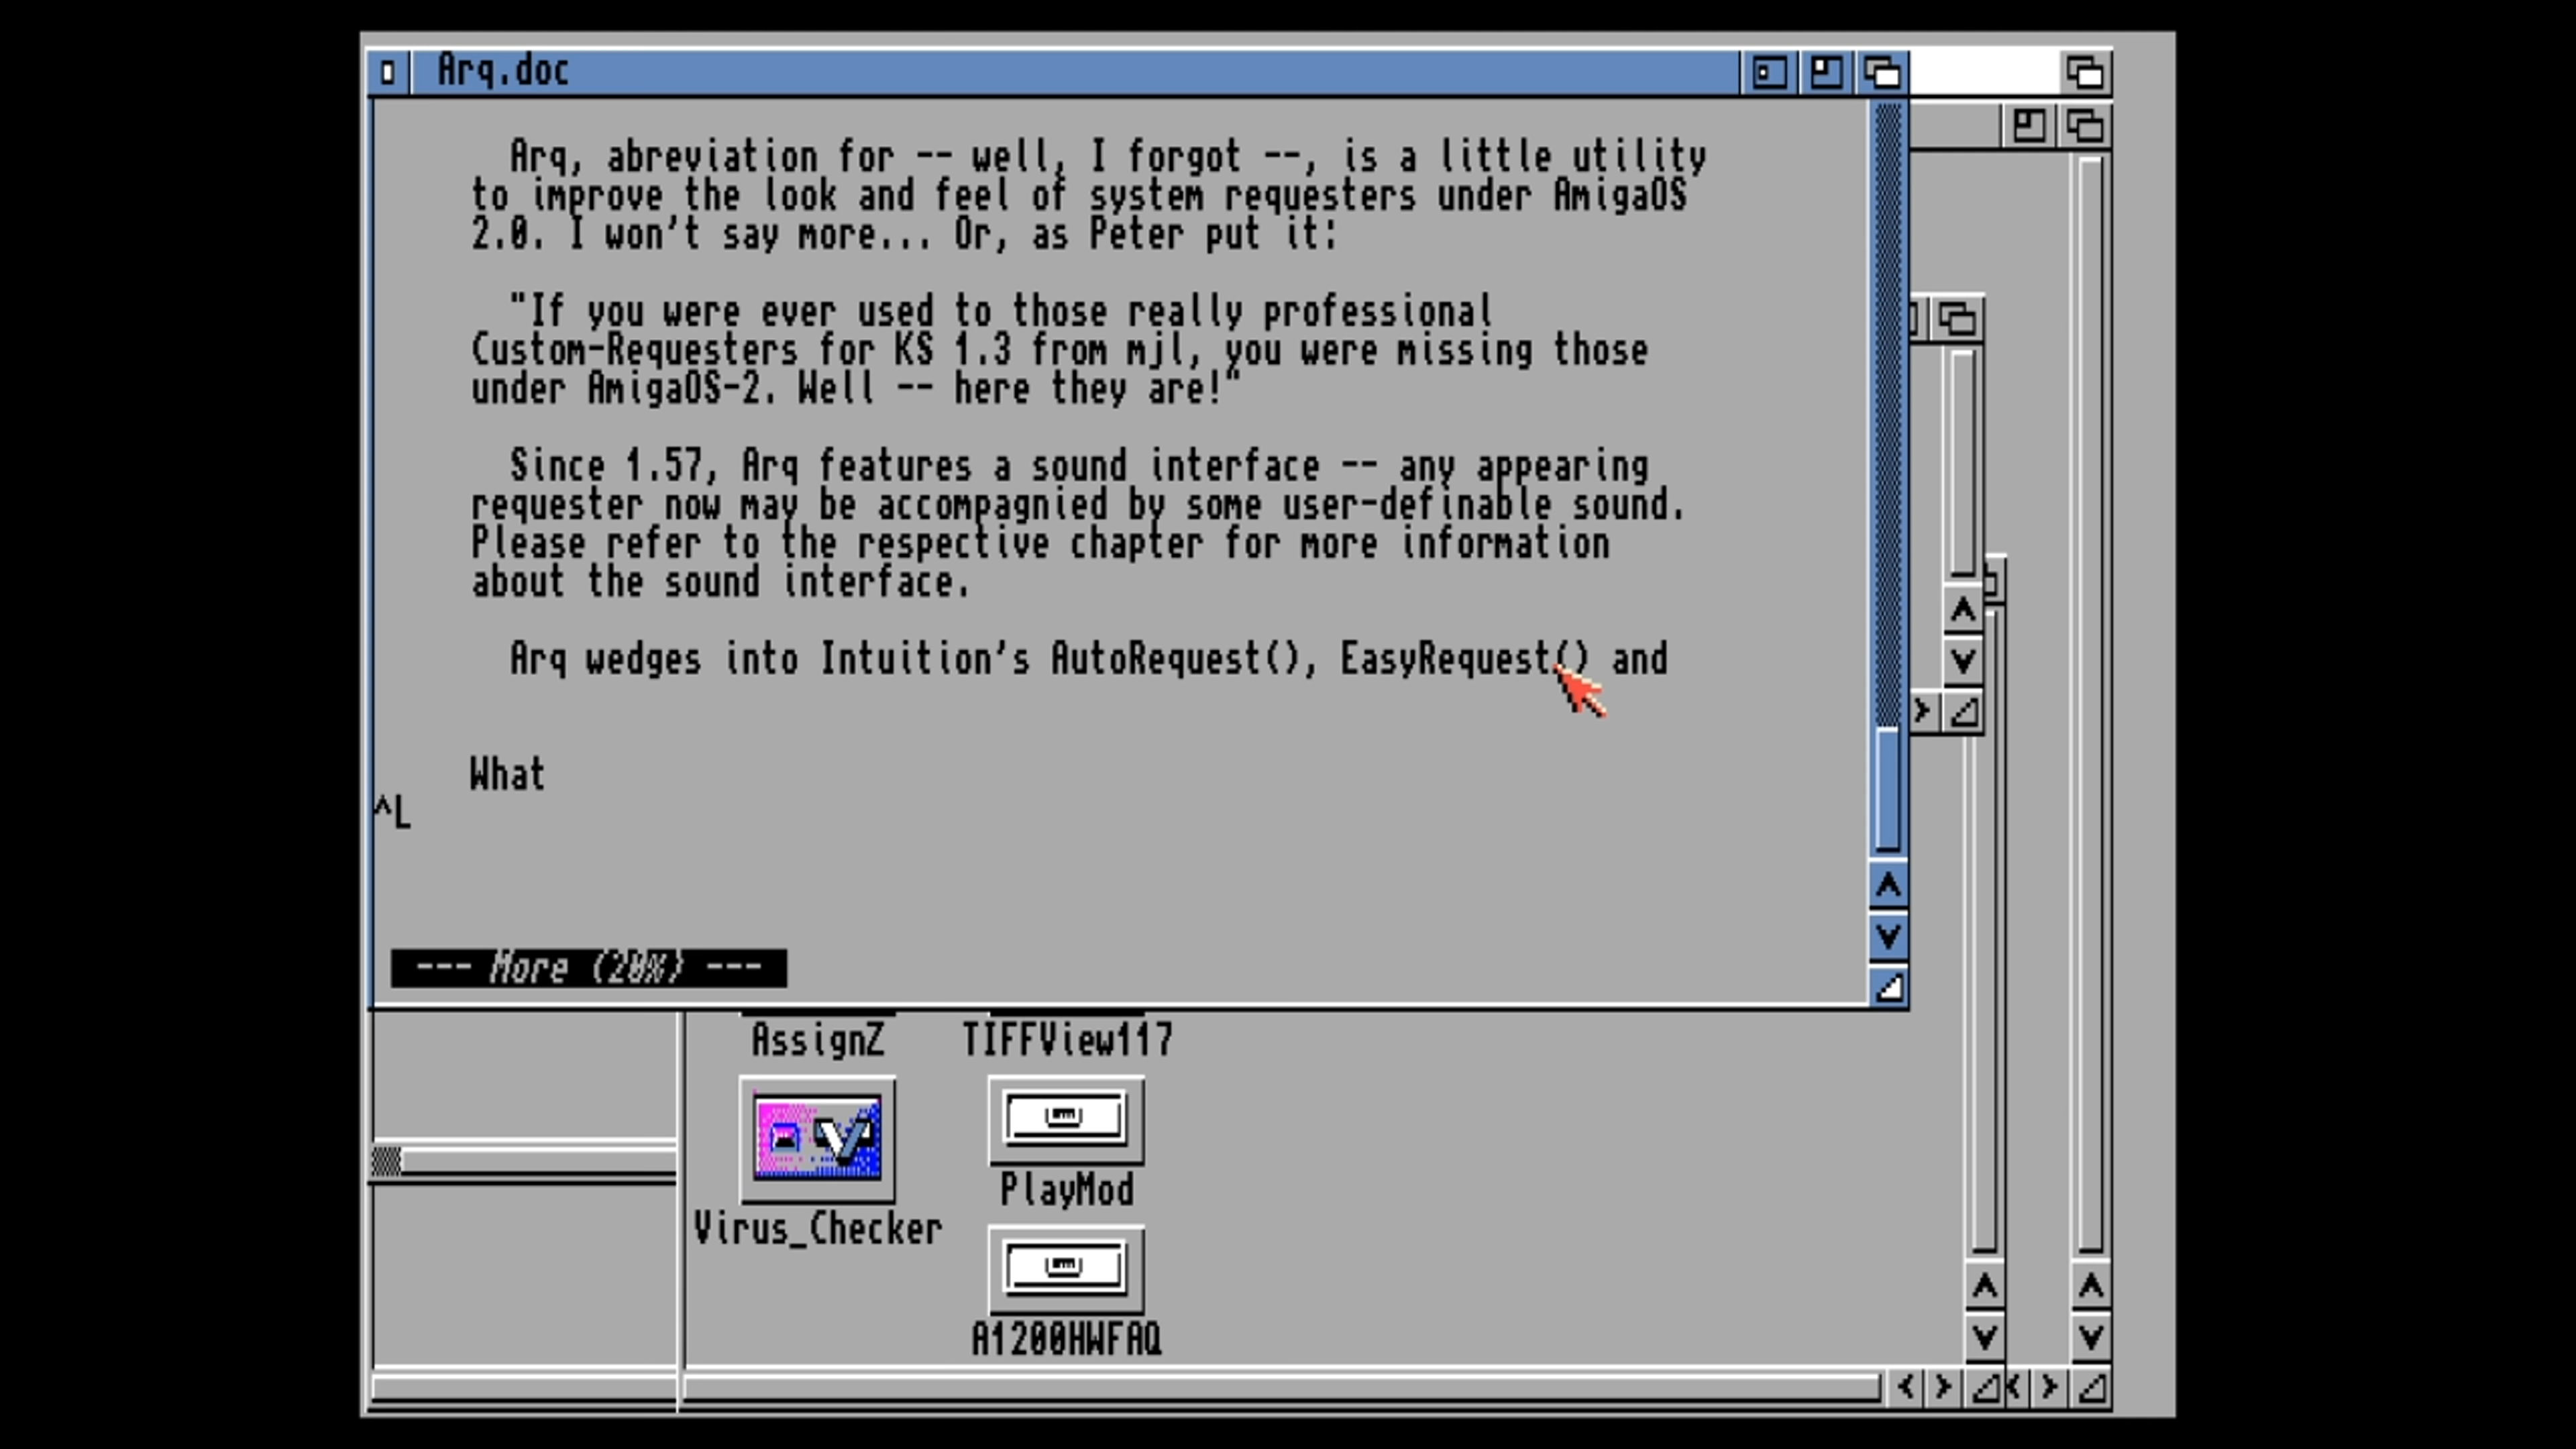 Arq.doc
Arq, abreviation for -- well, I forgot --, is a little utility
to improve the look and feel of system requesters under AmigaOS
2.0. I won't say more... Or, as Peter put it:
"If you were ever used to those really professional
Custom-Requesters for KS 1.3 from mjl, you were missing those
under AmigaOS-2. Well -- here they are!"
Since 1.57, Arq features a sound interface -- any appearing
requester now may be accompagnied by some user-definable sound.
Please refer to the respective chapter for more information
about the sound interface.
Arq wedges into Intuition's AutoRequest(), EasyRequest() and
What
^L
--- More (20%) ---
AssignZ TIFFView117
PlayMod
Virus_Checker
A1200HWFAQ